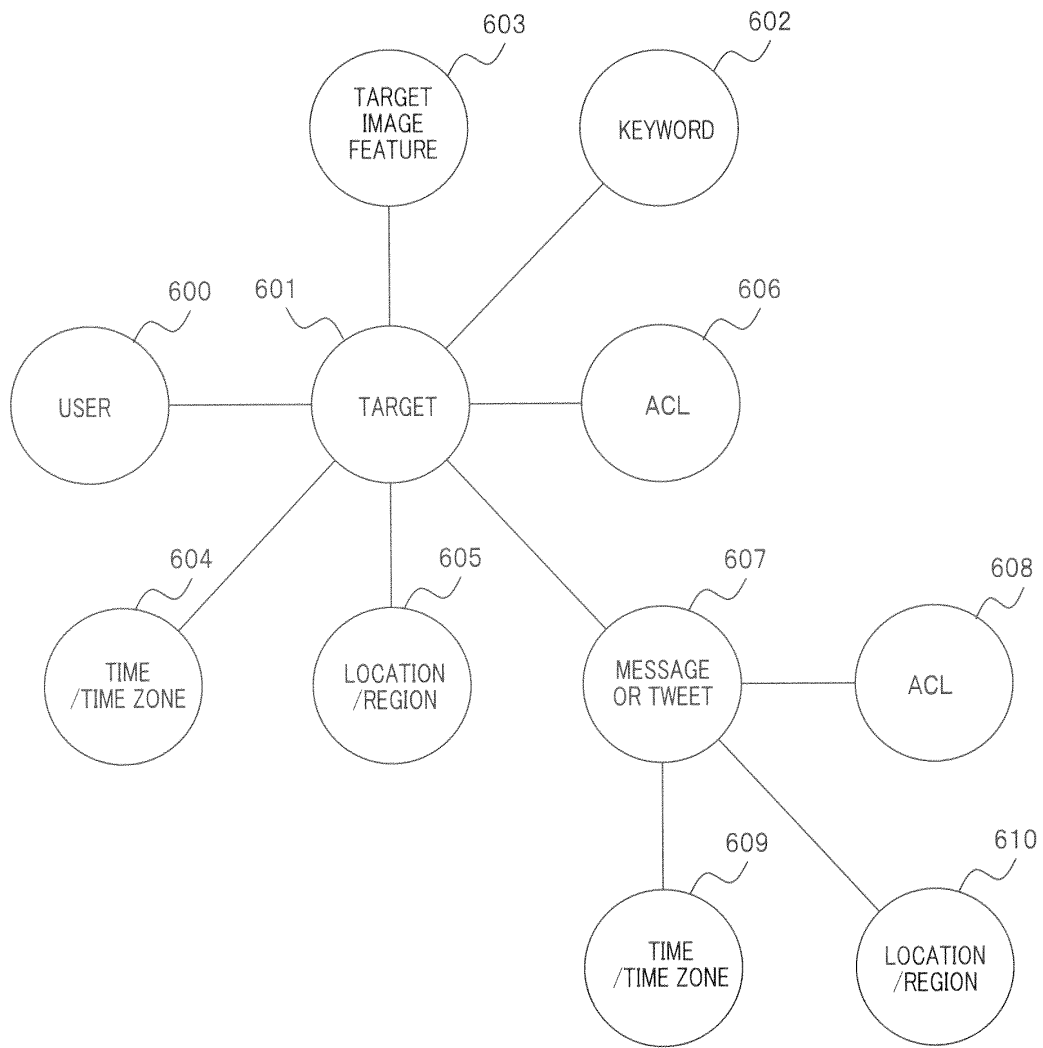 603
602
TARGET
IMAGE
FEATURE
KEYWORD
600
601
606
USER
TARGET
ACL
604
605
607
608
TIME
/TIME ZONE
LOCATION
/REGION
MESSAGE
OR TWEET
ACL
609
610
TIME
/TIME ZONE
LOCATION
/REGION